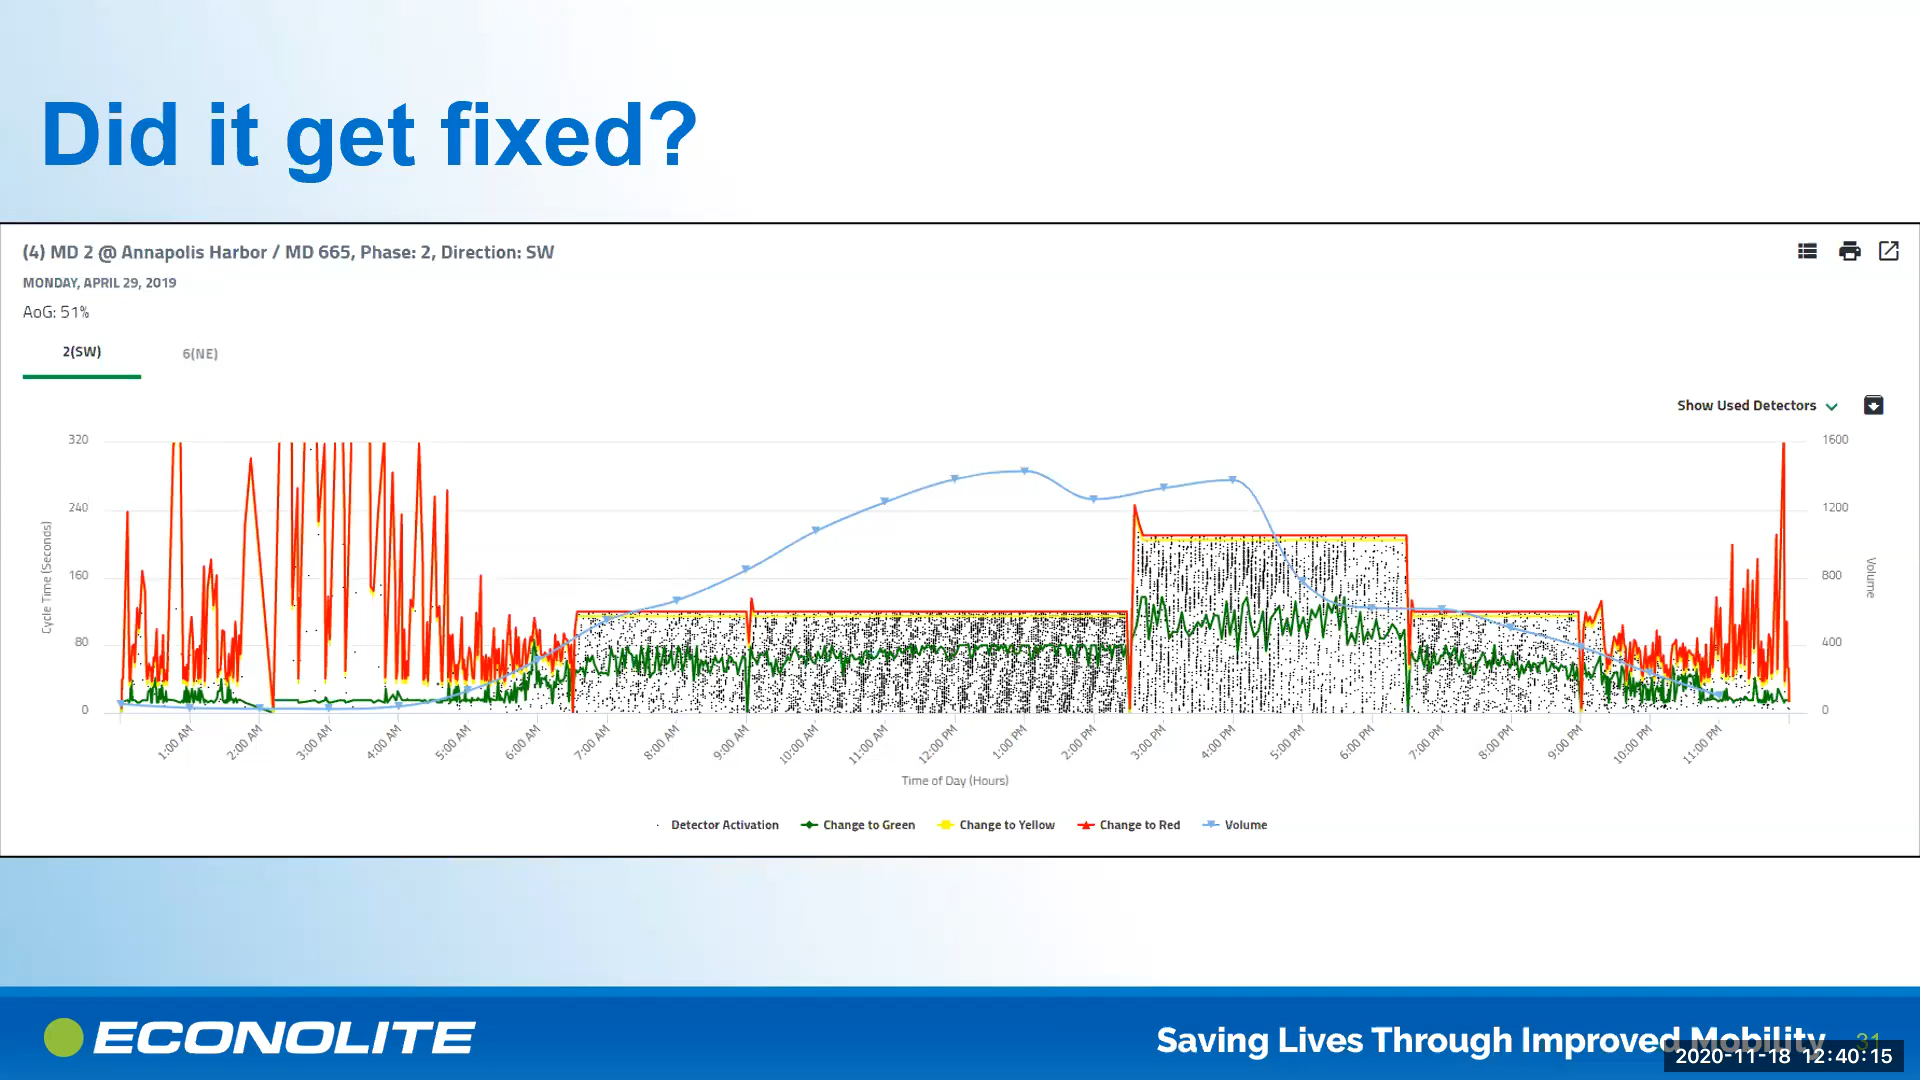 Did it get fixed?
(4) MD 2 @ Annapolis Harbor / MD 665, Phase: 2, Direction: SW
MONDAY, APRIL 29, 2019
AoG: 51%
2(SW) 6(NE)
Show Used Detectors
320 1600
240 1200
160 800
80 400
0 0
Cycle Time (Seconds)
Volume
1:00 AM 2:00 AM 3:00 AM 4:00 AM 5:00 AM 6:00 AM 7:00 AM 8:00 AM 9:00 AM 10:00 AM 11:00 AM 12:00 PM 1:00 PM 2:00 PM 3:00 PM 4:00 PM 5:00 PM 6:00 PM 7:00 PM 8:00 PM 9:00 PM 10:00 PM 11:00 PM
Time of Day (Hours)
Detector Activation Change to Green Change to Yellow Change to Red Volume
ECONOLITE
Saving Lives Through Improved Mobility 31
2020-11-18 12:40:15